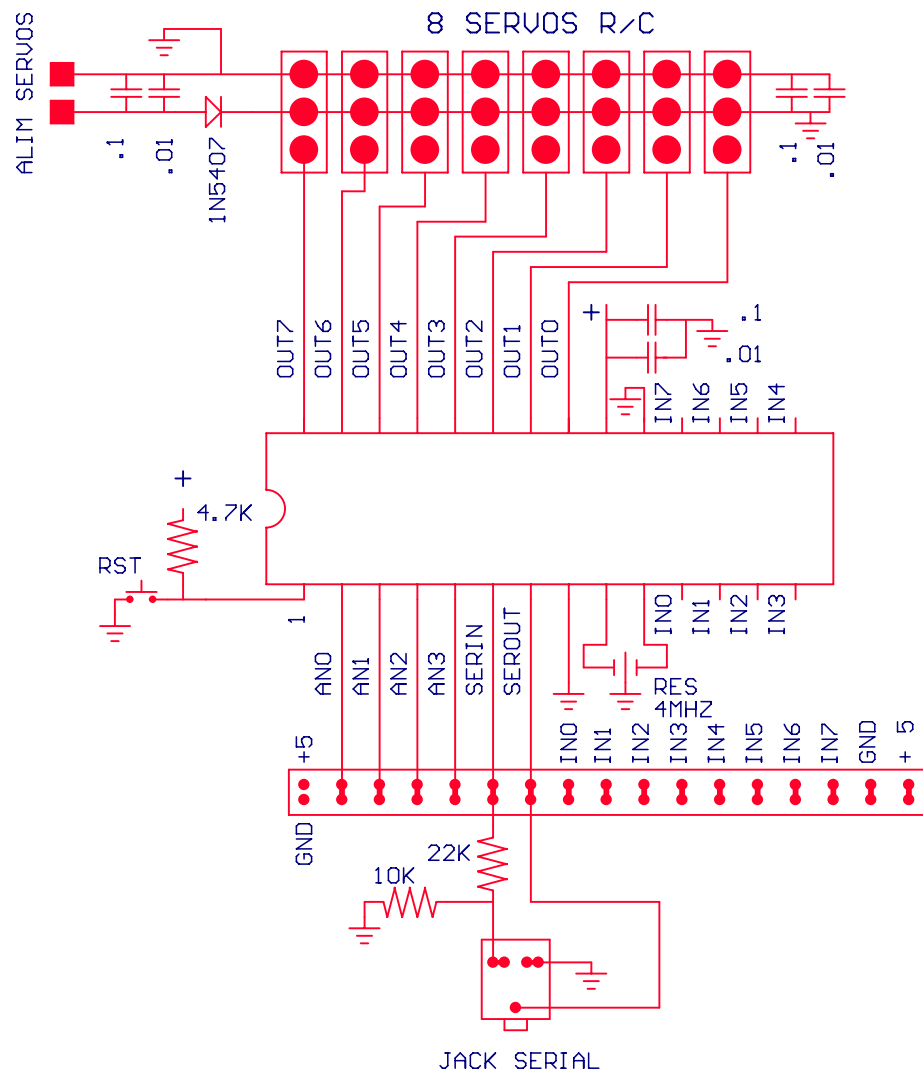 8 SERVOS R/C
ALIM SERVOS
.1
.01
1N5407
.1
.01
OUT7
OUT6
OUT5
OUT4
OUT3
OUT2
OUT1
OUT0
+
.1
.01
IN7
IN6
IN5
IN4
+
4.7K
RST
1
AN0
AN1
AN2
AN3
SERIN
SEROUT
IN0
IN1
IN2
IN3
RES
4MHZ
+5
IN0
IN1
IN2
IN3
IN4
IN5
IN6
IN7
GND
+ 5
GND
22K
10K
JACK SERIAL